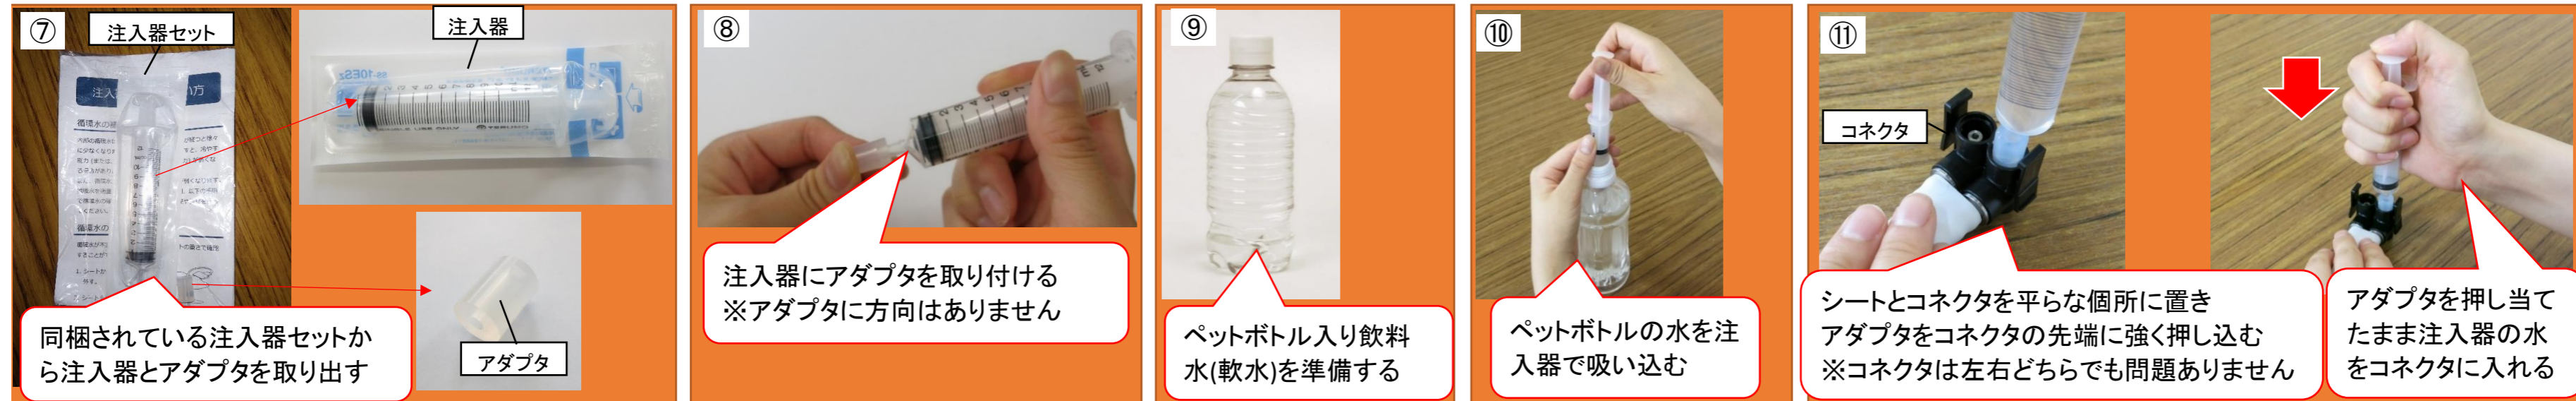 ⑦
注入器セット
注入器
同梱されている注入器セットか
ら注入器とアダプタを取り出す
アダプタ
⑧
注入器にアダプタを取り付ける
※アダプタに方向はありません
⑨
ペットボトル入り飲料
水(軟水)を準備する
⑩
ペットボトルの水を注
入器で吸い込む
⑪
コネクタ
シートとコネクタを平らな個所に置き
アダプタをコネクタの先端に強く押し込む
※コネクタは左右どちらでも問題ありません
アダプタを押し当て
たまま注入器の水
をコネクタに入れる